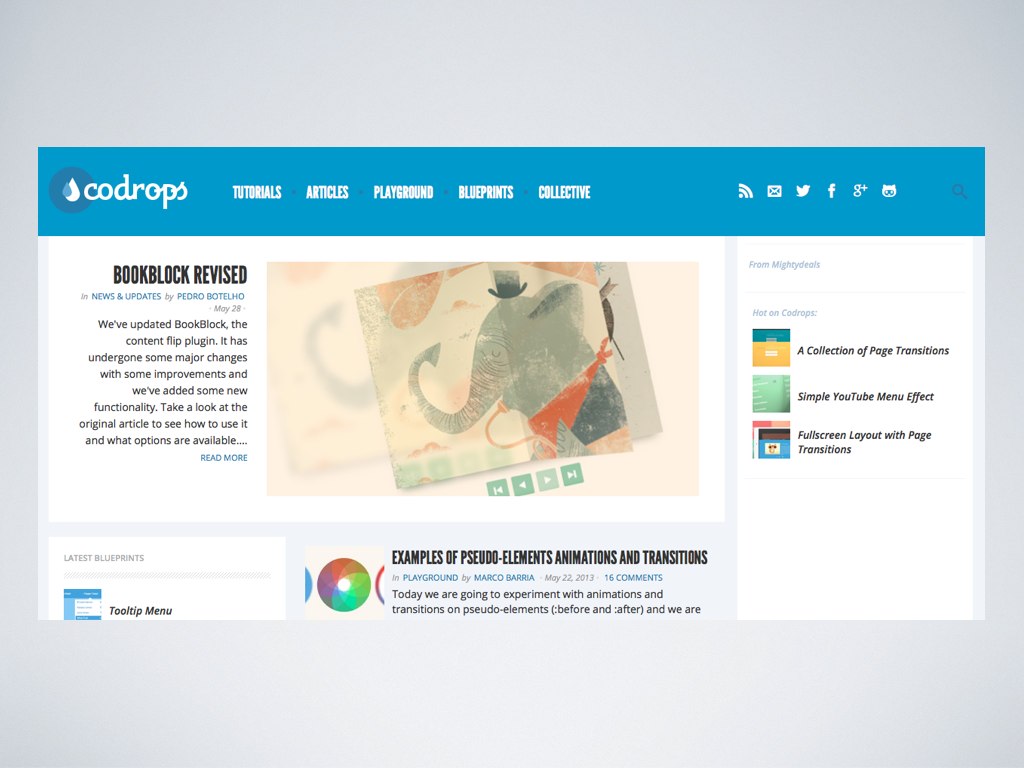 codrops
TUTORIALS
ARTICLES
PLAYGROUND
BLUEPRINTS
COLLECTIVE
BOOKBLOCK REVISED
In NEWS & UPDATES by PEDRO BOTELHO
· May 28 ·
We've updated BookBlock, the
content flip plugin. It has
undergone some major changes
with some improvements and
we've added some new
functionality. Take a look at the
original article to see how to use it
and what options are available....
READ MORE
From Mightydeals
Hot on Codrops:
A Collection of Page Transitions
Simple YouTube Menu Effect
Fullscreen Layout with Page
Transitions
LATEST BLUEPRINTS
Tooltip Menu
EXAMPLES OF PSEUDO-ELEMENTS ANIMATIONS AND TRANSITIONS
In PLAYGROUND by MARCO BARRIA · May 22, 2013 · 16 COMMENTS
Today we are going to experiment with animations and
transitions on pseudo-elements (:before and :after) and we are